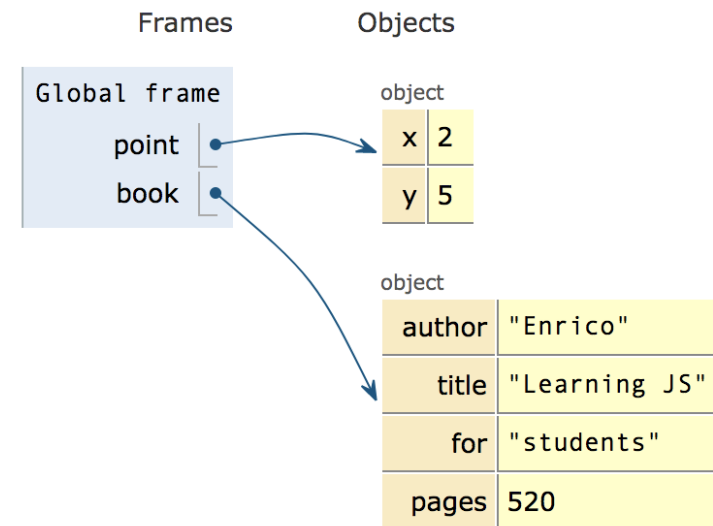 Frames Objects
Global frame
point
book
object
x 2
y 5
object
author "Enrico"
title "Learning JS"
for "students"
pages 520